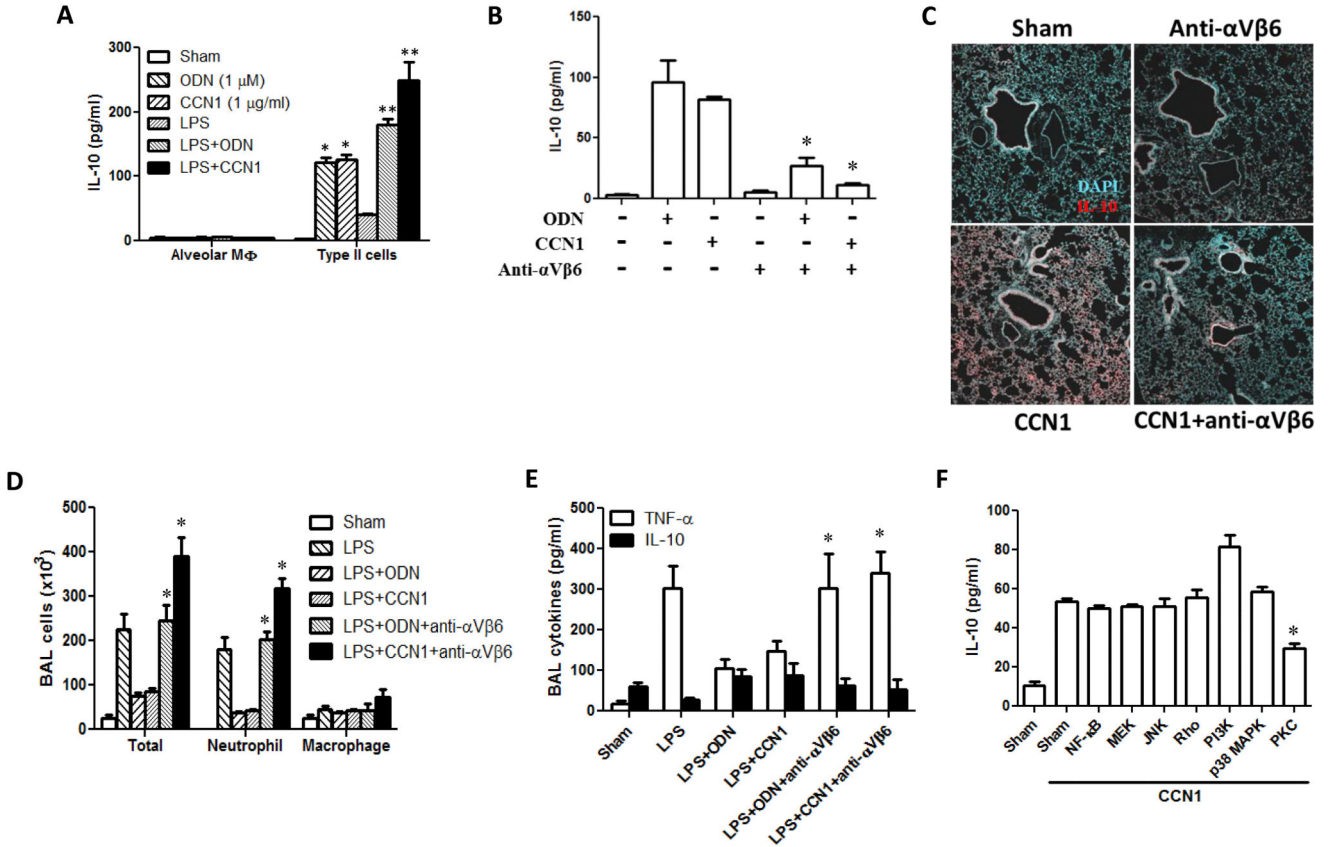 A
IL-10 (pg/ml)
300
200
100
0
Sham
ODN (1 μM)
CCN1 (1 μg/ml)
LPS
LPS+ODN
LPS+CCN1
* * ** **
Alveolar MΦ Type II cells
B
IL-10 (pg/ml)
150
100
50
0
* *
ODN - + - - + -
CCN1 - - + - - +
Anti-αVβ6 - - - + + +
C
Sham Anti-αVβ6
DAPI
IL-10
CCN1 CCN1+anti-αVβ6
D
BAL cells (x10³)
500
400
300
200
100
0
* * * *
Sham
LPS
LPS+ODN
LPS+CCN1
LPS+ODN+anti-αVβ6
LPS+CCN1+anti-αVβ6
Total Neutrophil Macrophage
E
BAL cytokines (pg/ml)
500
400
300
200
100
0
TNF-α
IL-10
* *
Sham
LPS
LPS+ODN
LPS+CCN1
LPS+ODN+anti-αVβ6
LPS+CCN1+anti-αVβ6
F
IL-10 (pg/ml)
100
80
60
40
20
0
*
Sham
Sham
NF-κB
MEK
JNK
Rho
PI3K
p38 MAPK
PKC
CCN1